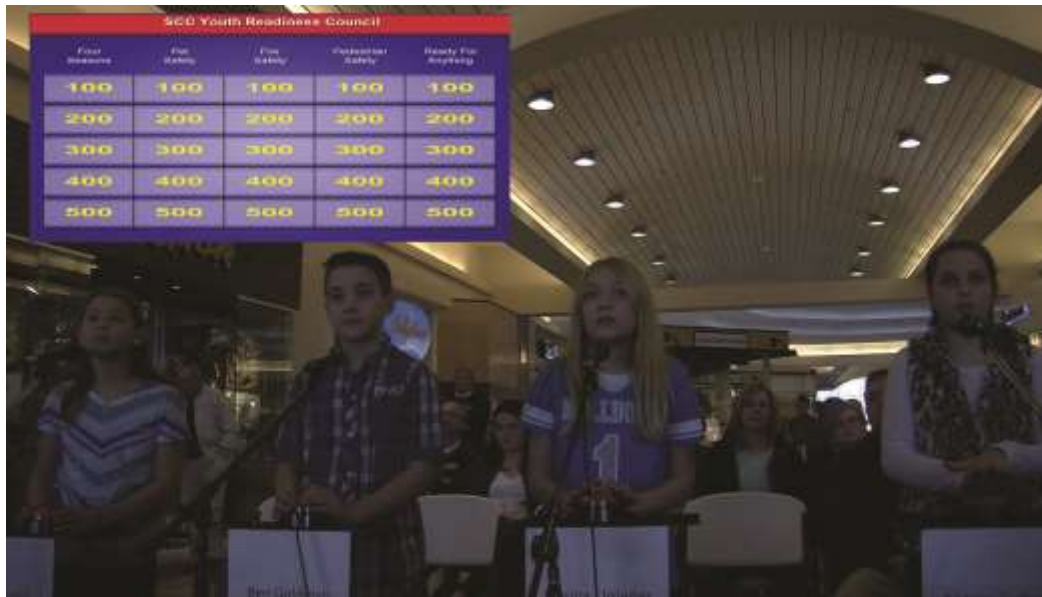 SCC Youth Readiness Council
Four Seasons
Pet Safety
Fire Safety
Pedestrian Safety
Ready For Anything
100 100 100 100 100
200 200 200 200 200
300 300 300 300 300
400 400 400 400 400
500 500 500 500 500
1
Ben